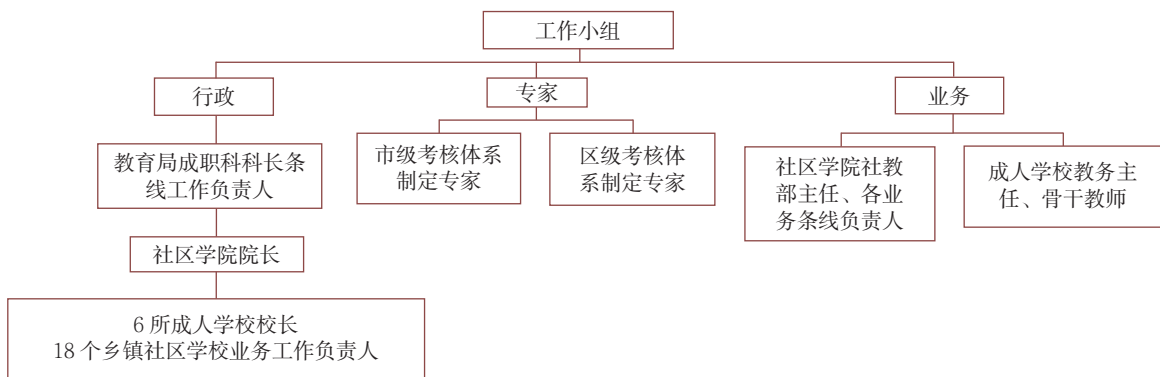 工作小组
行政
专家
业务
教育局成职科科长条
线工作负责人
市级考核体系
制定专家
区级考核体
系制定专家
社区学院社教
部主任、各业
务条线负责人
成人学校教务主
任、骨干教师
社区学院院长
6 所成人学校校长
18 个乡镇社区学校业务工作负责人